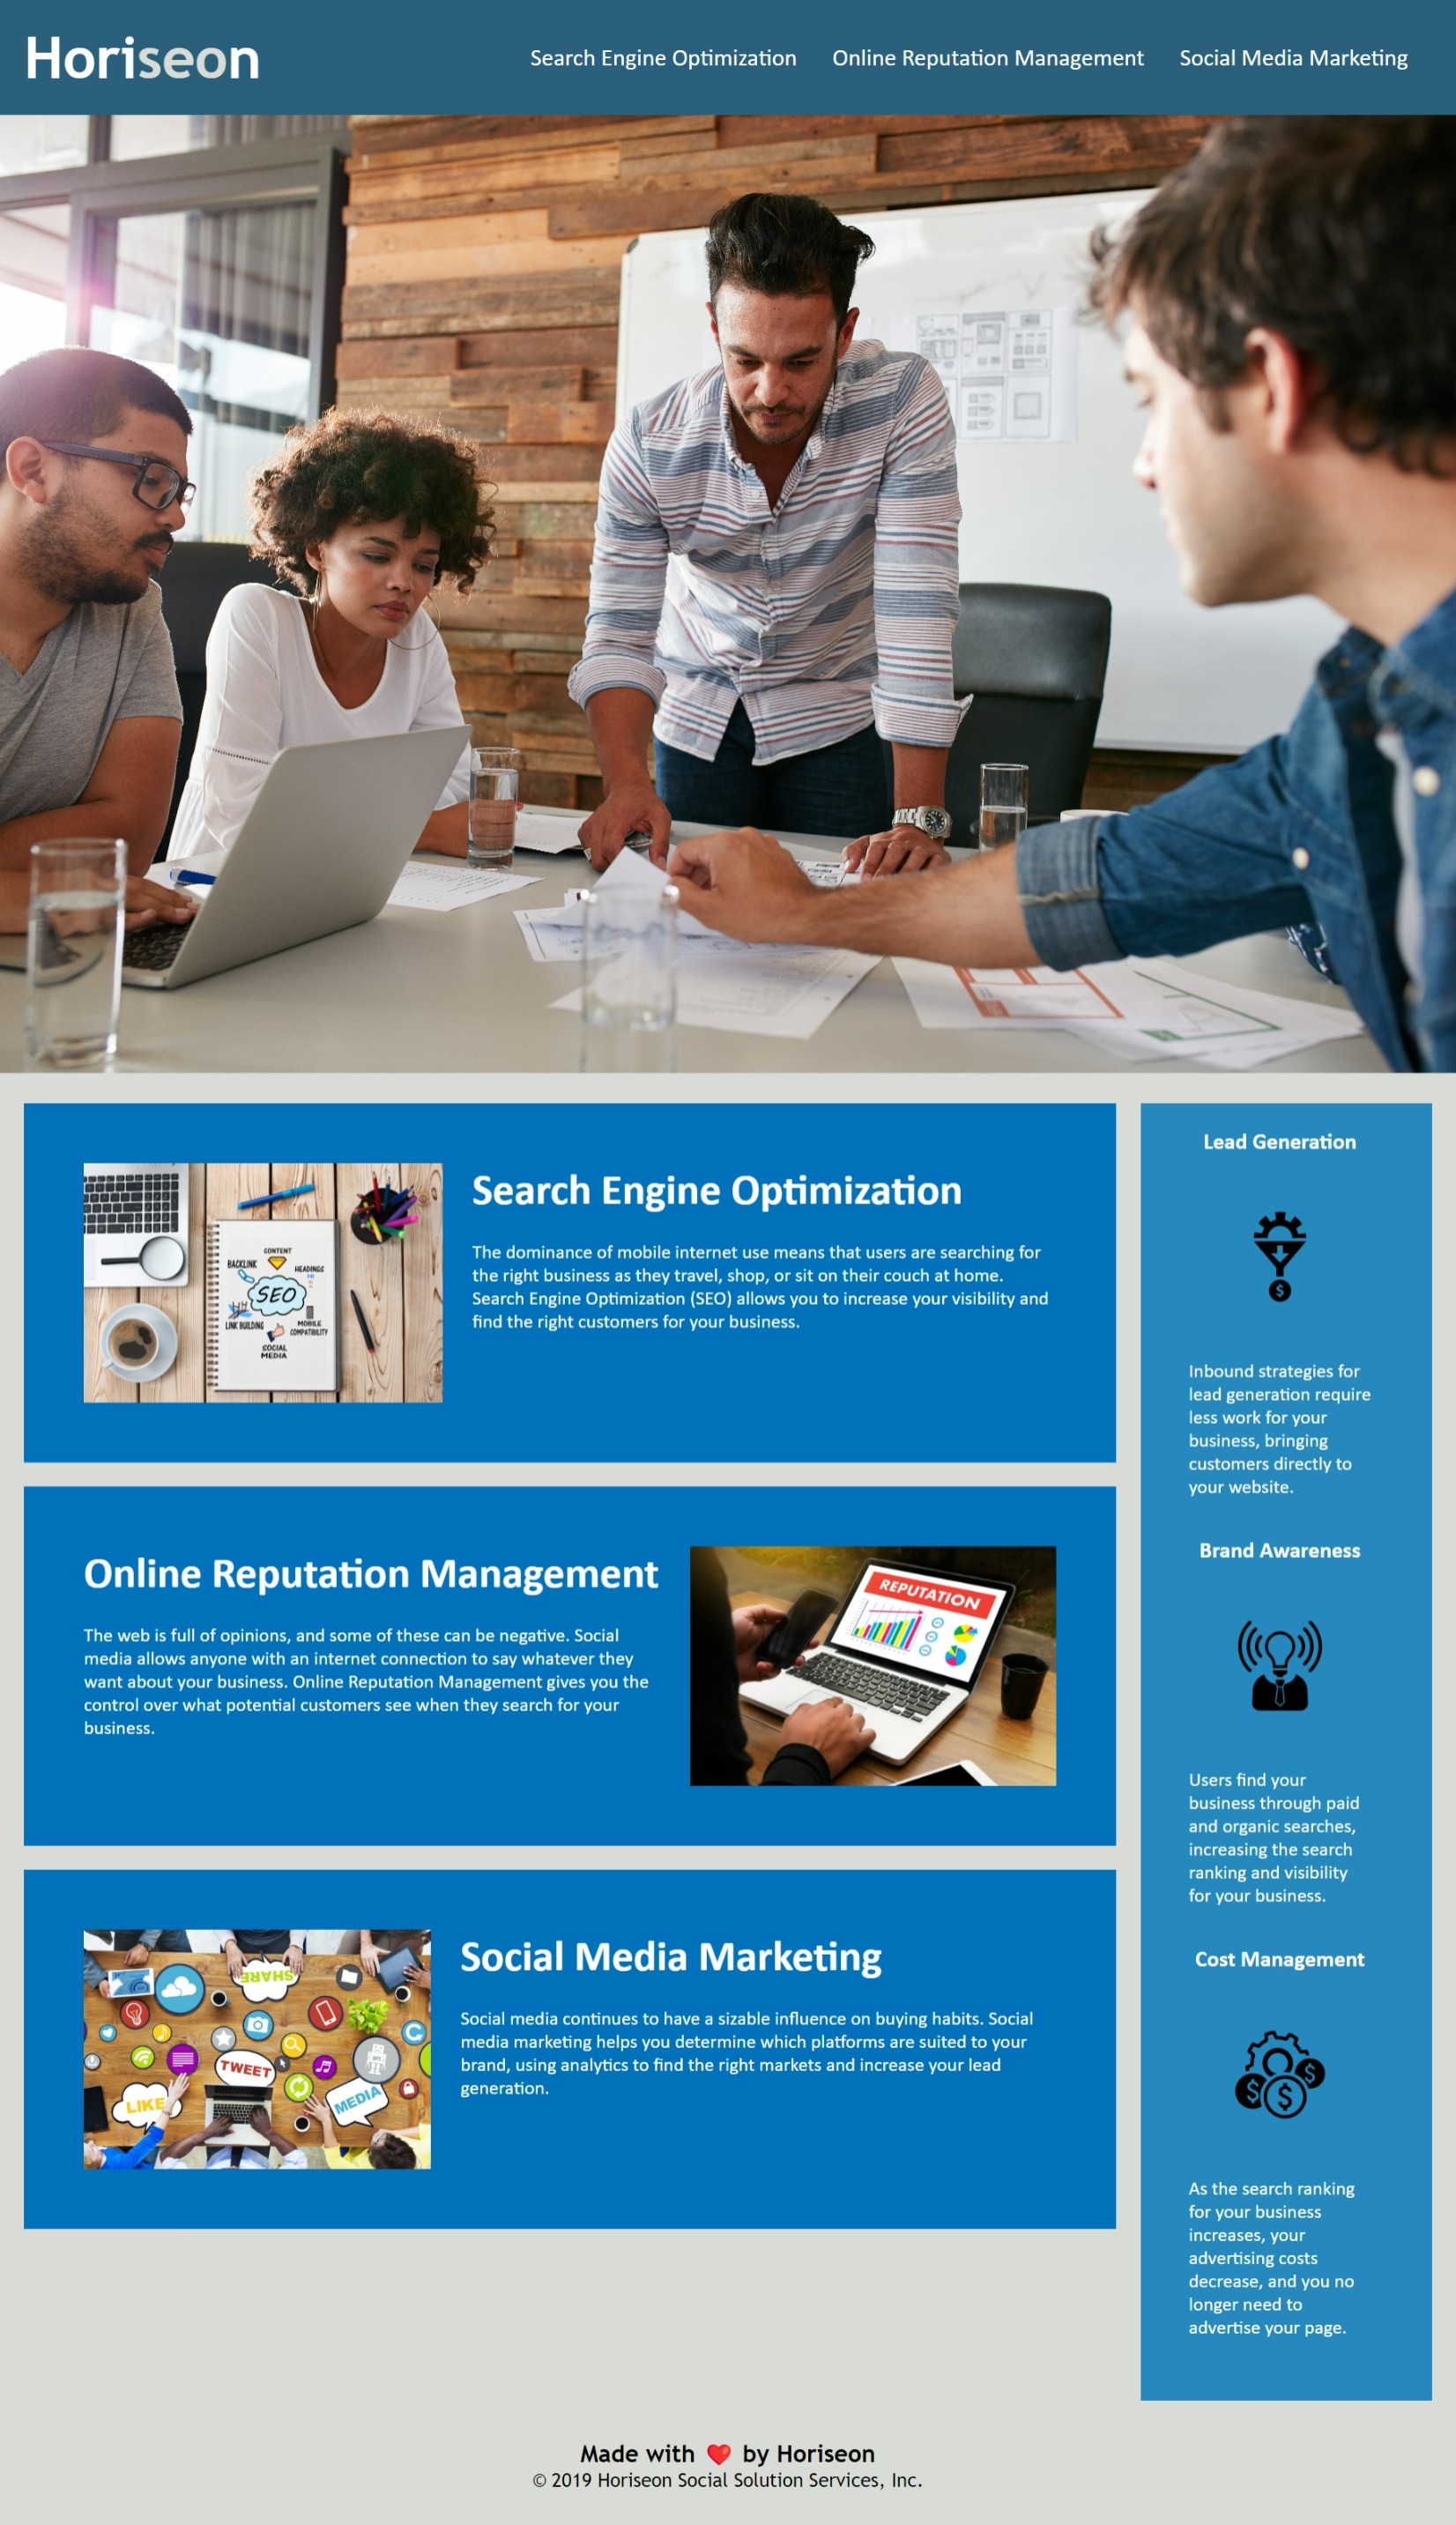 Horiseon
Search Engine Optimization
Online Reputation Management
Social Media Marketing
CONTENT
BACKLINK
HEADINGS
SEO
LINK BUILDING
MOBILE
COMPATIBILITY
SOCIAL
MEDIA
Search Engine Optimization
The dominance of mobile internet use means that users are searching for
the right business as they travel, shop, or sit on their couch at home.
Search Engine Optimization (SEO) allows you to increase your visibility and
find the right customers for your business.
Online Reputation Management
The web is full of opinions, and some of these can be negative. Social
media allows anyone with an internet connection to say whatever they
want about your business. Online Reputation Management gives you the
control over what potential customers see when they search for your
business.
REPUTATION
SHARE
TWEET
LIKE
MEDIA
Social Media Marketing
Social media continues to have a sizable influence on buying habits. Social
media marketing helps you determine which platforms are suited to your
brand, using analytics to find the right markets and increase your lead
generation.
Lead Generation
$
Inbound strategies for
lead generation require
less work for your
business, bringing
customers directly to
your website.
Brand Awareness
Users find your
business through paid
and organic searches,
increasing the search
ranking and visibility
for your business.
Cost Management
$ $ $
As the search ranking
for your business
increases, your
advertising costs
decrease, and you no
longer need to
advertise your page.
Made with ❤️ by Horiseon
© 2019 Horiseon Social Solution Services, Inc.